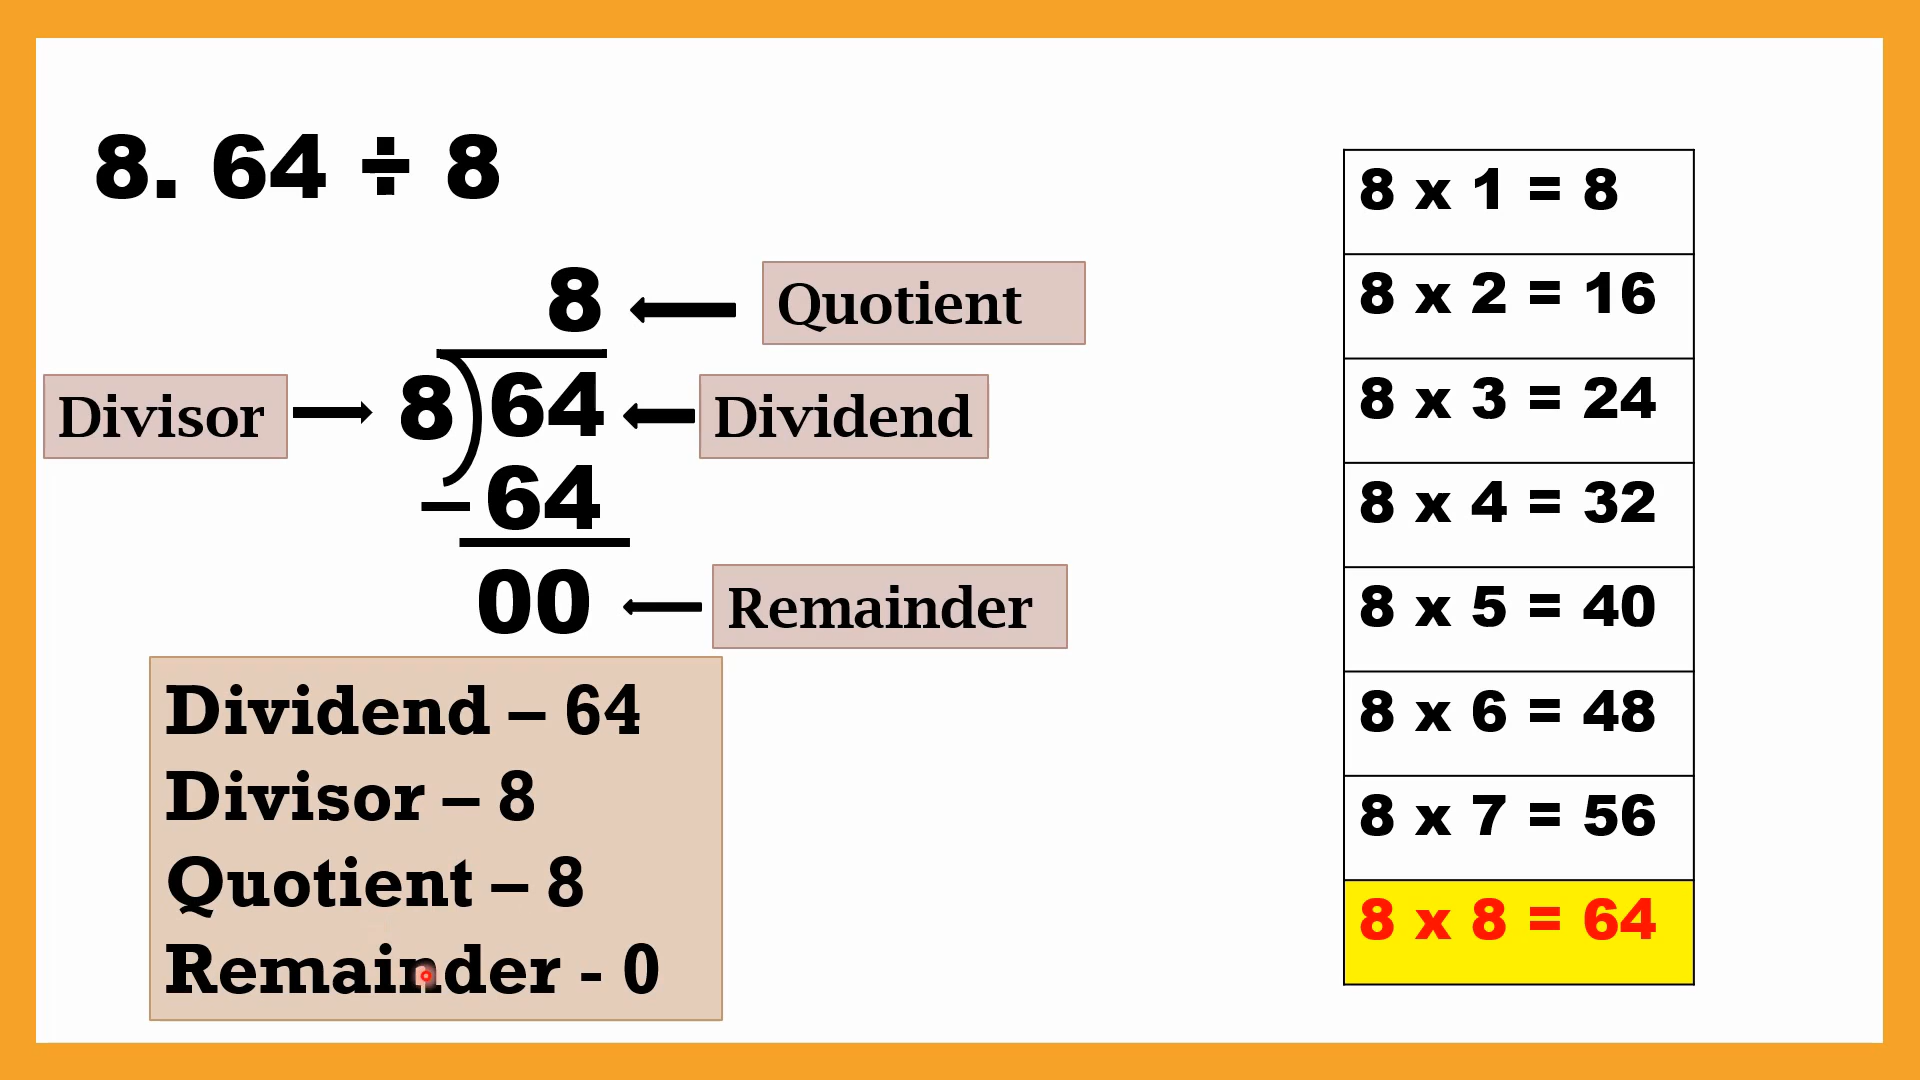 8. 64 ÷ 8
8
Quotient
Divisor
8 64
Dividend
– 64
00
Remainder
Dividend – 64
Divisor – 8
Quotient – 8
Remainder - 0
8 x 1 = 8
8 x 2 = 16
8 x 3 = 24
8 x 4 = 32
8 x 5 = 40
8 x 6 = 48
8 x 7 = 56
8 x 8 = 64